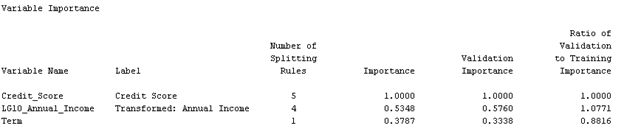 Variable Importance
Ratio of
Number of Validation
Splitting Validation to Training
Variable Name Label Rules Importance Importance Importance
Credit_Score Credit Score 5 1.0000 1.0000 1.0000
LG10_Annual_Income Transformed: Annual Income 4 0.5348 0.5760 1.0771
Term 1 0.3787 0.3338 0.8816